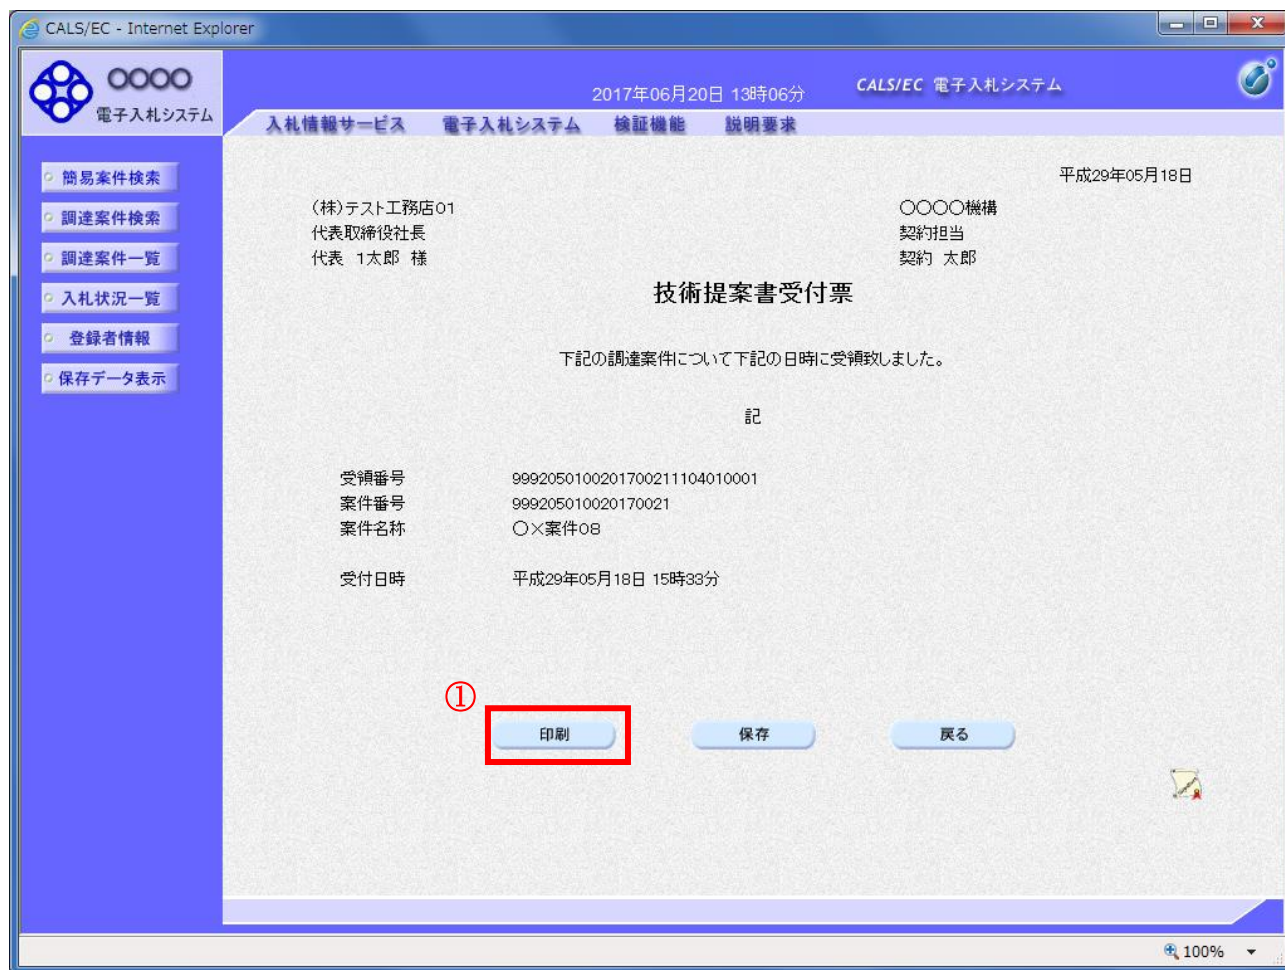 CALS/EC - Internet Explorer
〇〇〇〇
電子入札システム
2017年06月20日 13時06分
CALS/EC 電子入札システム
入札情報サービス 電子入札システム 検証機能 説明要求
簡易案件検索
調達案件検索
調達案件一覧
入札状況一覧
登録者情報
保存データ表示
平成29年05月18日
(株)テスト工務店01
代表取締役社長
代表 1太郎 様
〇〇〇〇機構
契約担当
契約 太郎
技術提案書受付票
下記の調達案件について下記の日時に受領致しました。
記
受領番号 9992050100201700211104010001
案件番号 999205010020170021
案件名称 〇×案件08
受付日時 平成29年05月18日 15時33分
①
印刷 保存 戻る
100%